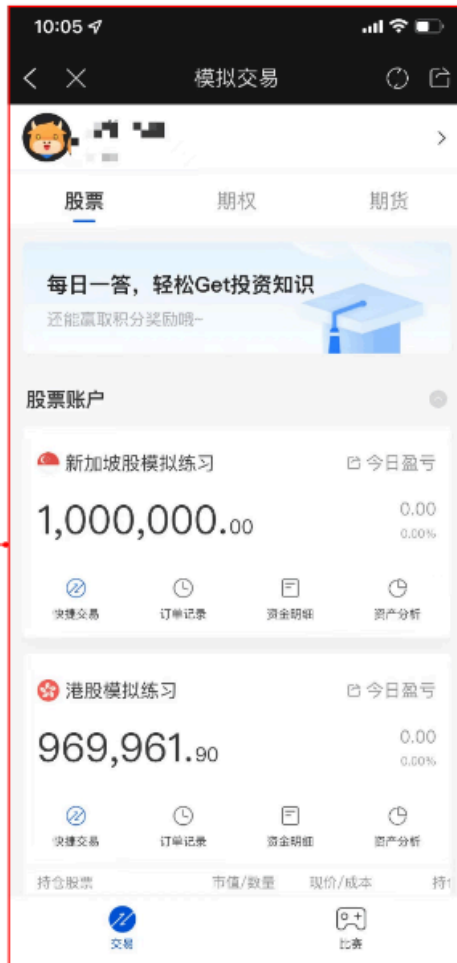 10:05
模拟交易
股票 期权 期货
每日一答，轻松Get投资知识
还能赢取积分奖励哦~
股票账户
新加坡股模拟练习 今日盈亏
1,000,000.00 0.00
0.00%
快捷交易 订单记录 资金明细 资产分析
港股模拟练习 今日盈亏
969,961.90 0.00
0.00%
快捷交易 订单记录 资金明细 资产分析
持仓股票 市值/数量 现价/成本 持
交易 比赛